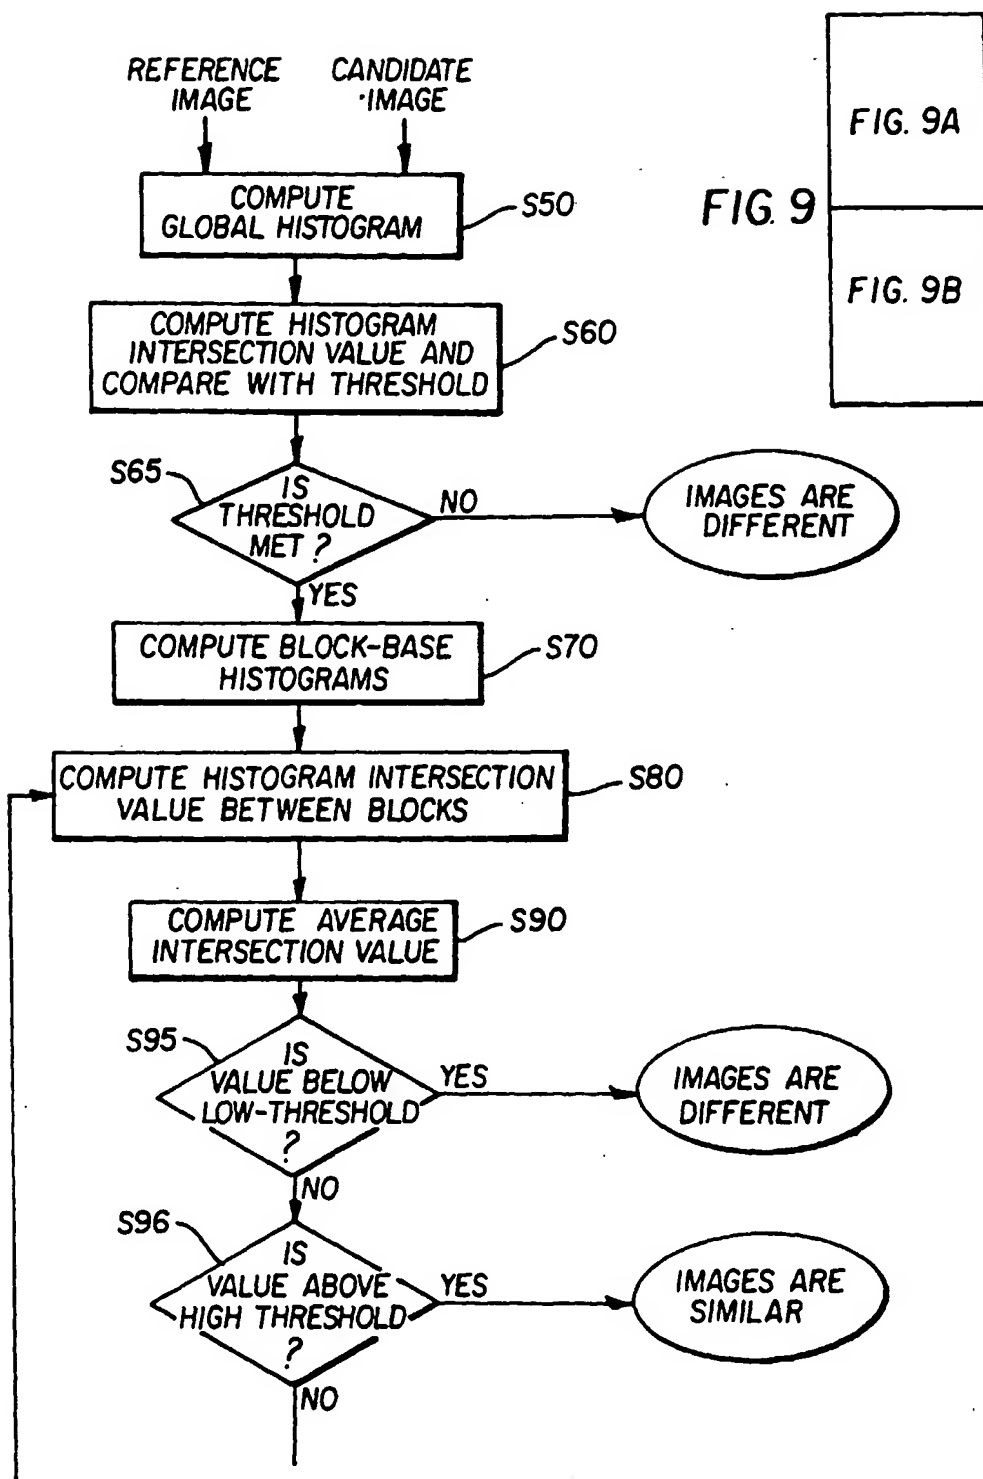 REFERENCE IMAGE
CANDIDATE IMAGE
COMPUTE
GLOBAL HISTOGRAM
S50
FIG. 9
FIG. 9A
FIG. 9B
COMPUTE HISTOGRAM
INTERSECTION VALUE AND
COMPARE WITH THRESHOLD
S60
S65
IS
THRESHOLD
MET ?
NO
IMAGES ARE
DIFFERENT
YES
COMPUTE BLOCK-BASE
HISTOGRAMS
S70
COMPUTE HISTOGRAM INTERSECTION
VALUE BETWEEN BLOCKS
S80
COMPUTE AVERAGE
INTERSECTION VALUE
S90
S95
IS
VALUE BELOW
LOW-THRESHOLD
?
YES
IMAGES ARE
DIFFERENT
NO
S96
IS
VALUE ABOVE
HIGH THRESHOLD
?
YES
IMAGES ARE
SIMILAR
NO